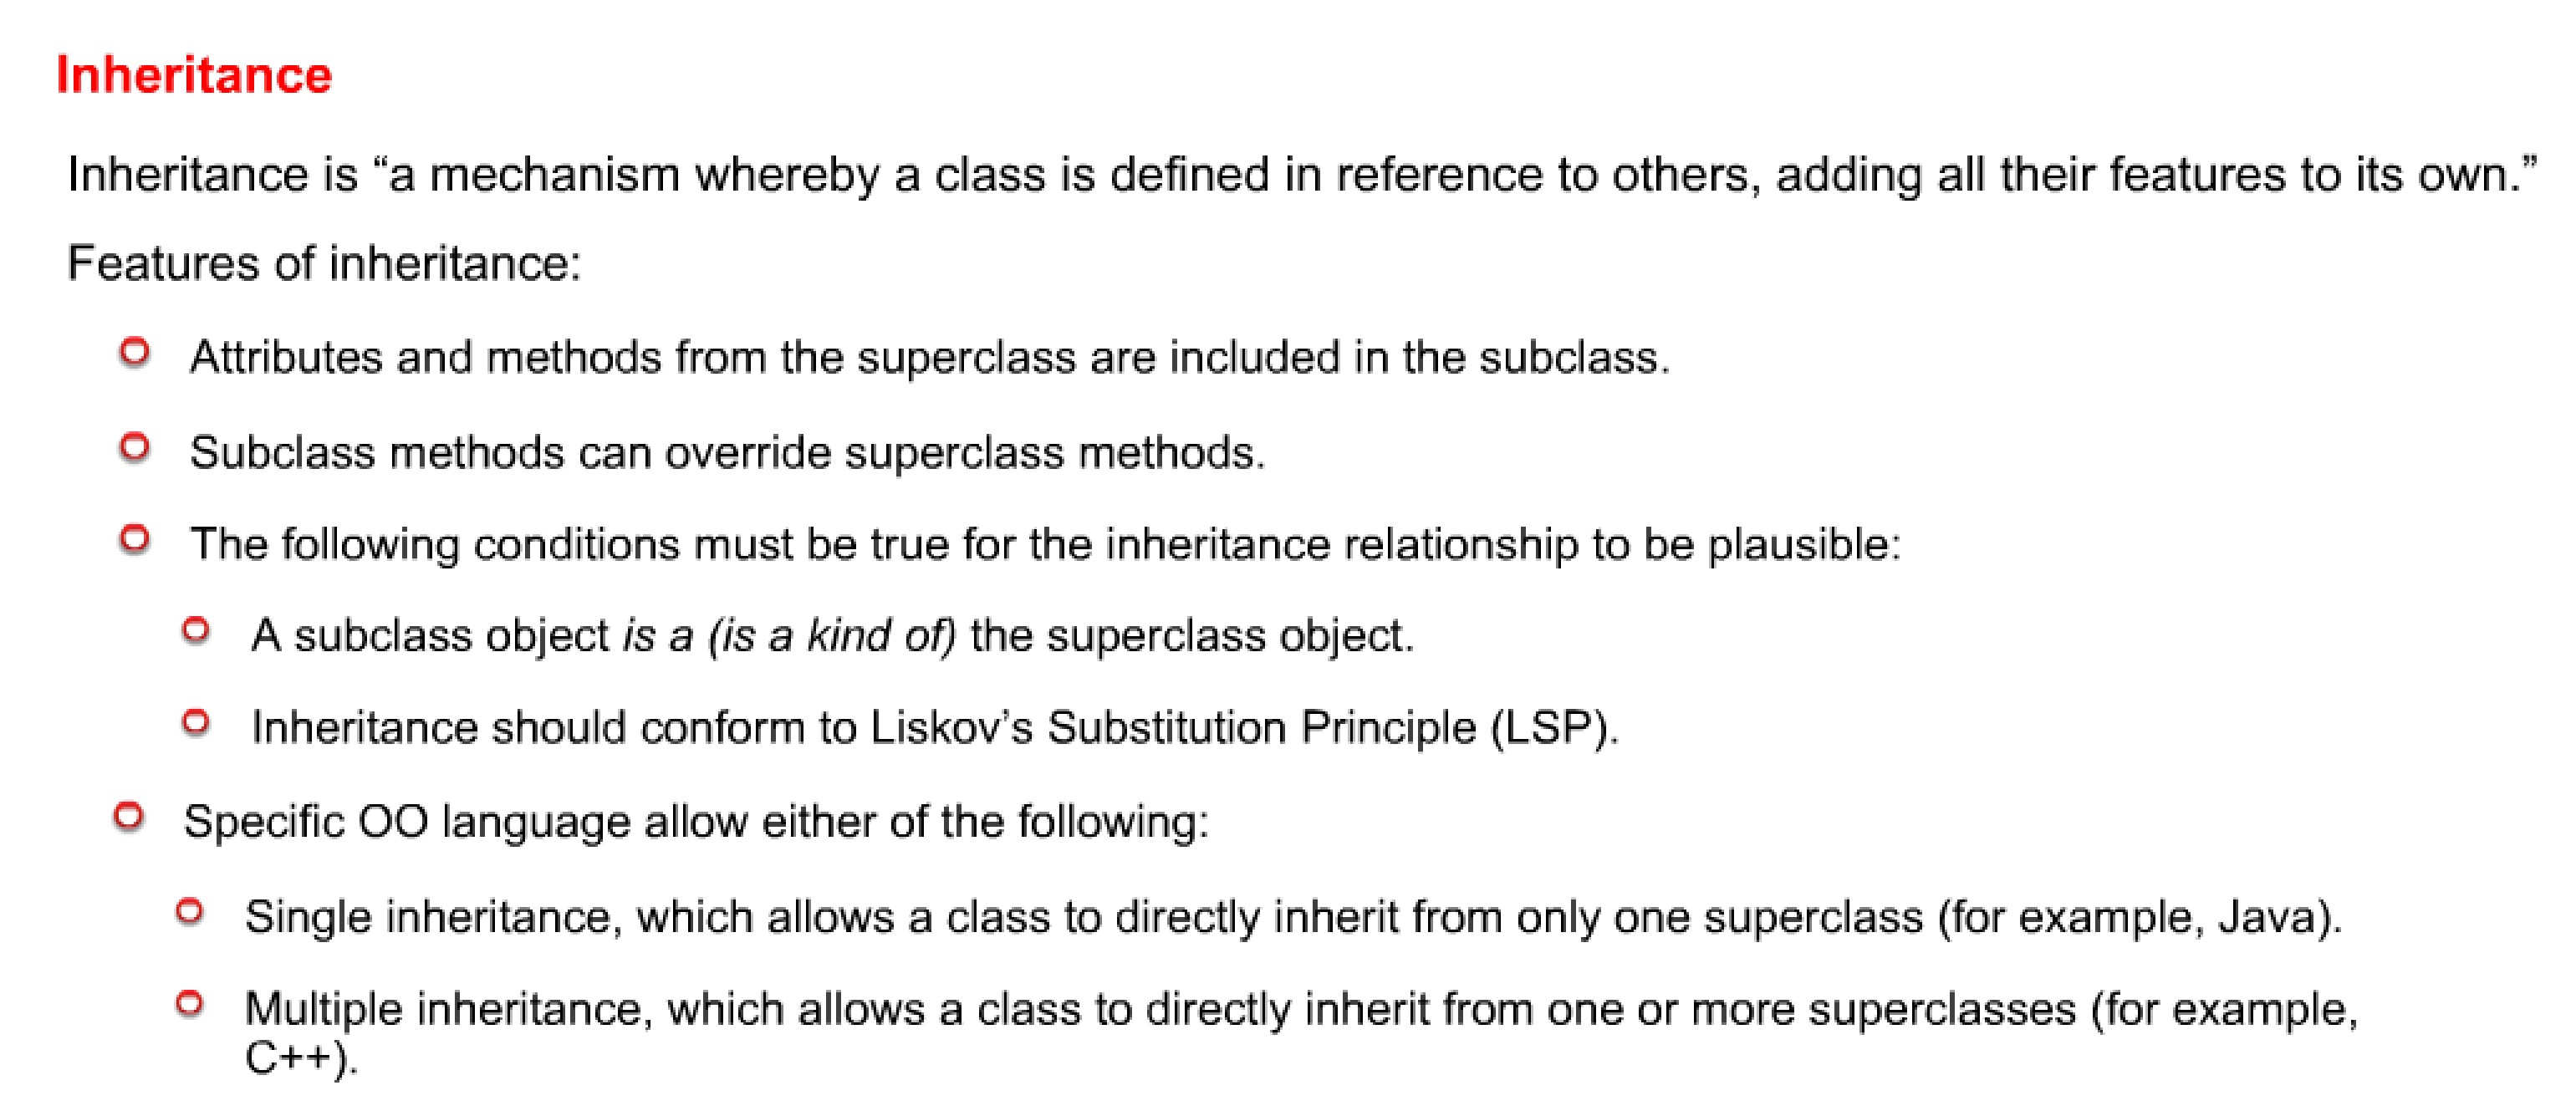 Inheritance
Inheritance is “a mechanism whereby a class is defined in reference to others, adding all their features to its own.”
Features of inheritance:
Attributes and methods from the superclass are included in the subclass.
Subclass methods can override superclass methods.
The following conditions must be true for the inheritance relationship to be plausible:
A subclass object is a (is a kind of) the superclass object.
Inheritance should conform to Liskov’s Substitution Principle (LSP).
Specific OO language allow either of the following:
Single inheritance, which allows a class to directly inherit from only one superclass (for example, Java).
Multiple inheritance, which allows a class to directly inherit from one or more superclasses (for example,
C++).